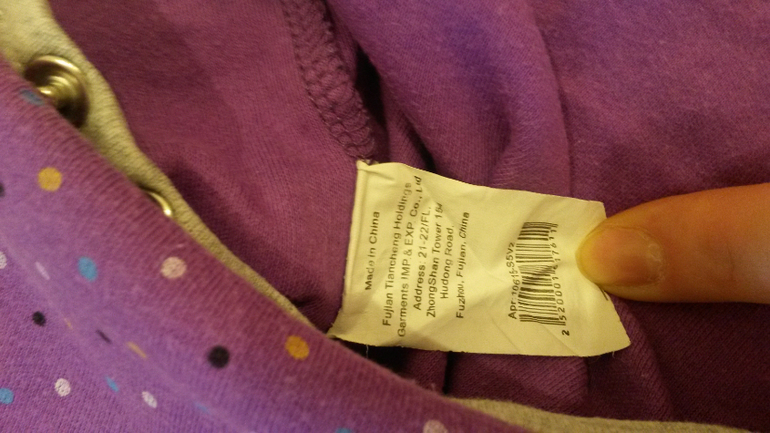 Made in China
Fujian Tiancheng Holdings
Garments IMP & EXP. Co., Ltd
Address: 21-22/FL,
ZhongShan Tower 154
Hudong Road,
Fuzhou, Fujian, China